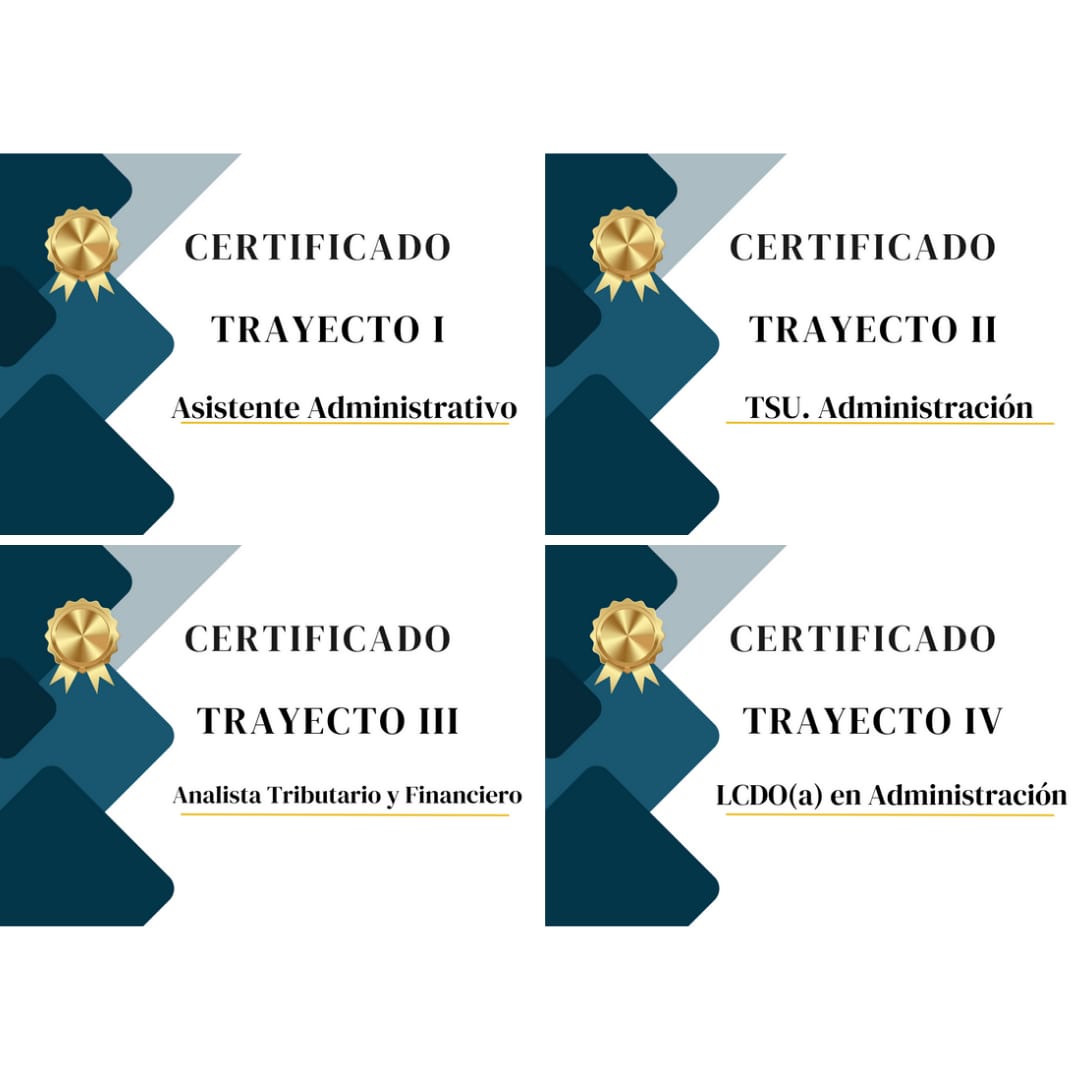 CERTIFICADO
TRAYECTO I
Asistente Administrativo
CERTIFICADO
TRAYECTO II
TSU. Administración
CERTIFICADO
TRAYECTO III
Analista Tributario y Financiero
CERTIFICADO
TRAYECTO IV
LCDO(a) en Administración